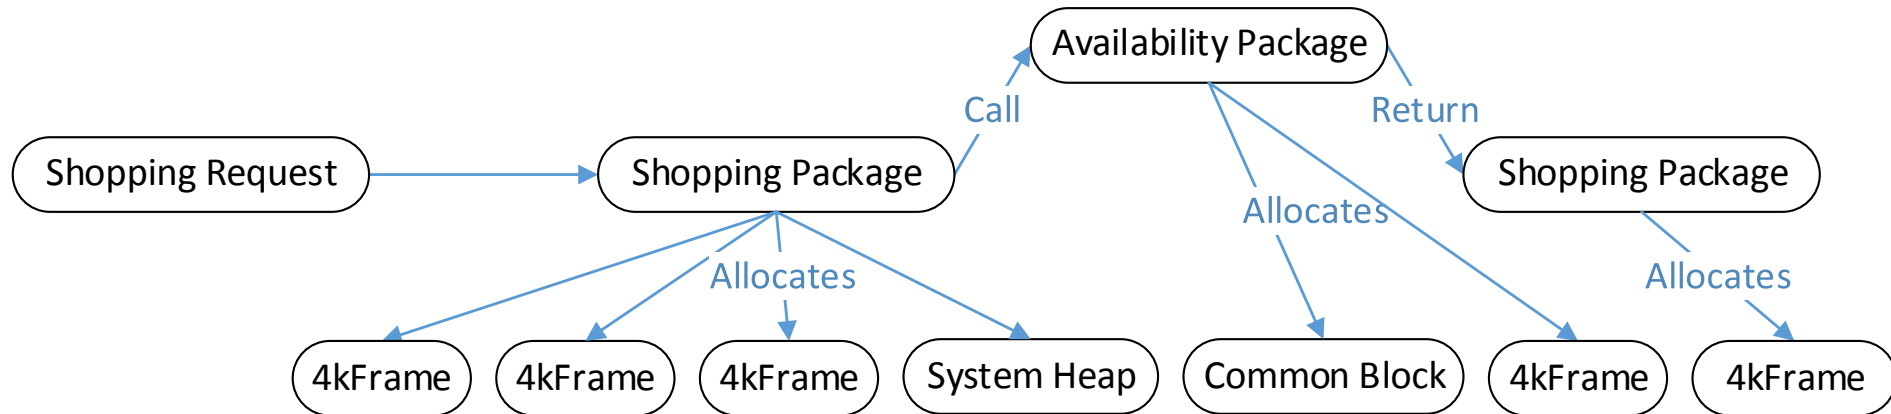 Availability Package
Call
Return
Shopping Request
Shopping Package
Shopping Package
Allocates
Allocates
Allocates
4kFrame
4kFrame
4kFrame
System Heap
Common Block
4kFrame
4kFrame